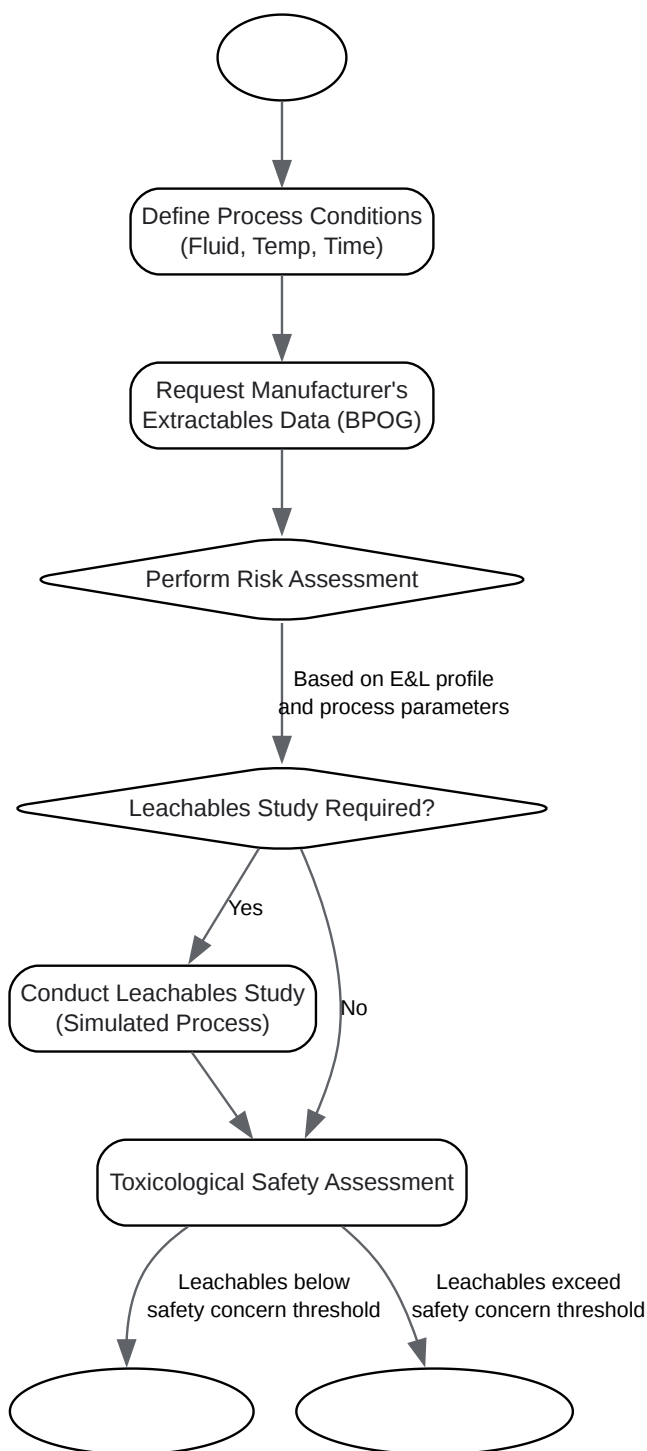 Define Process Conditions
(Fluid, Temp, Time)
Request Manufacturer's
Extractables Data (BPOG)
Perform Risk Assessment
Based on E&L profile
and process parameters
Leachables Study Required?
Yes
Conduct Leachables Study
(Simulated Process)
No
Toxicological Safety Assessment
Leachables below
safety concern threshold
Leachables exceed
safety concern threshold